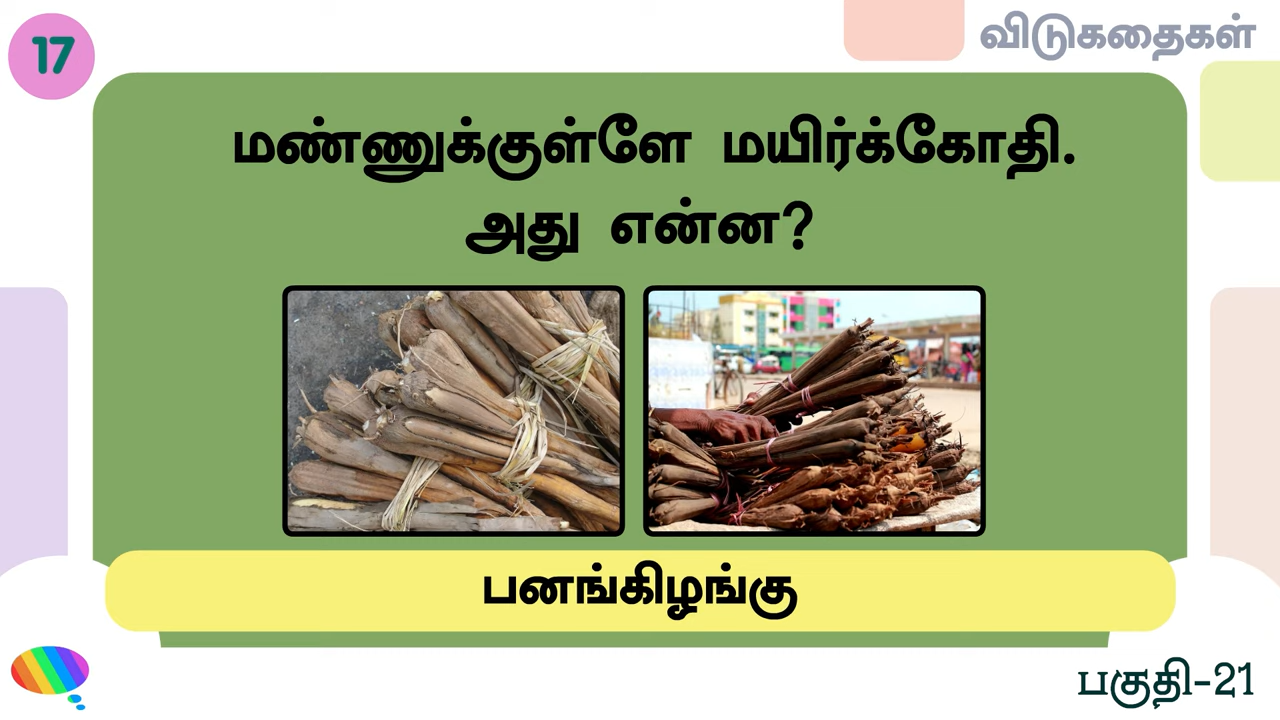 17
விடுகதைகள்
மண்ணுக்குள்ளே மயிர்க்கோதி.
அது என்ன?
பனங்கிழங்கு
பகுதி-21